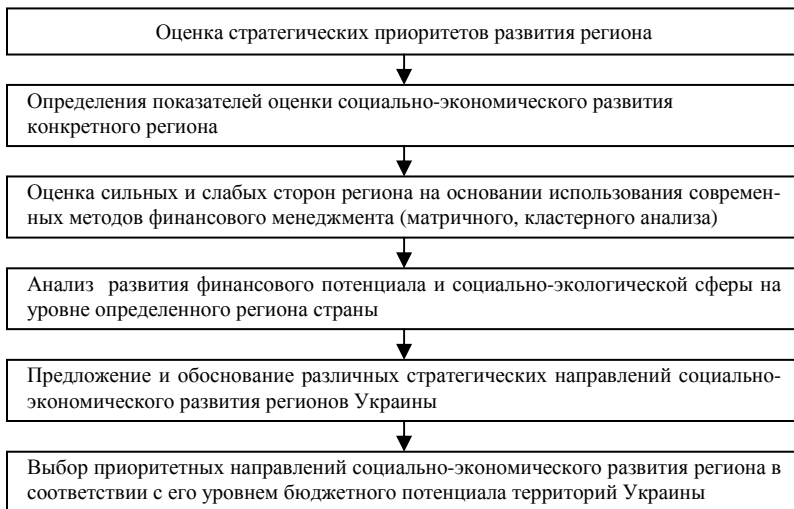 Оценка стратегических приоритетов развития региона
Определения показателей оценки социально-экономического развития
конкретного региона
Оценка сильных и слабых сторон региона на основании использования современ-
ных методов финансового менеджмента (матричного, кластерного анализа)
Анализ развития финансового потенциала и социально-экологической сферы на
уровне определенного региона страны
Предложение и обоснование различных стратегических направлений социально-
экономического развития регионов Украины
Выбор приоритетных направлений социально-экономического развития региона в
соответствии с его уровнем бюджетного потенциала территорий Украины